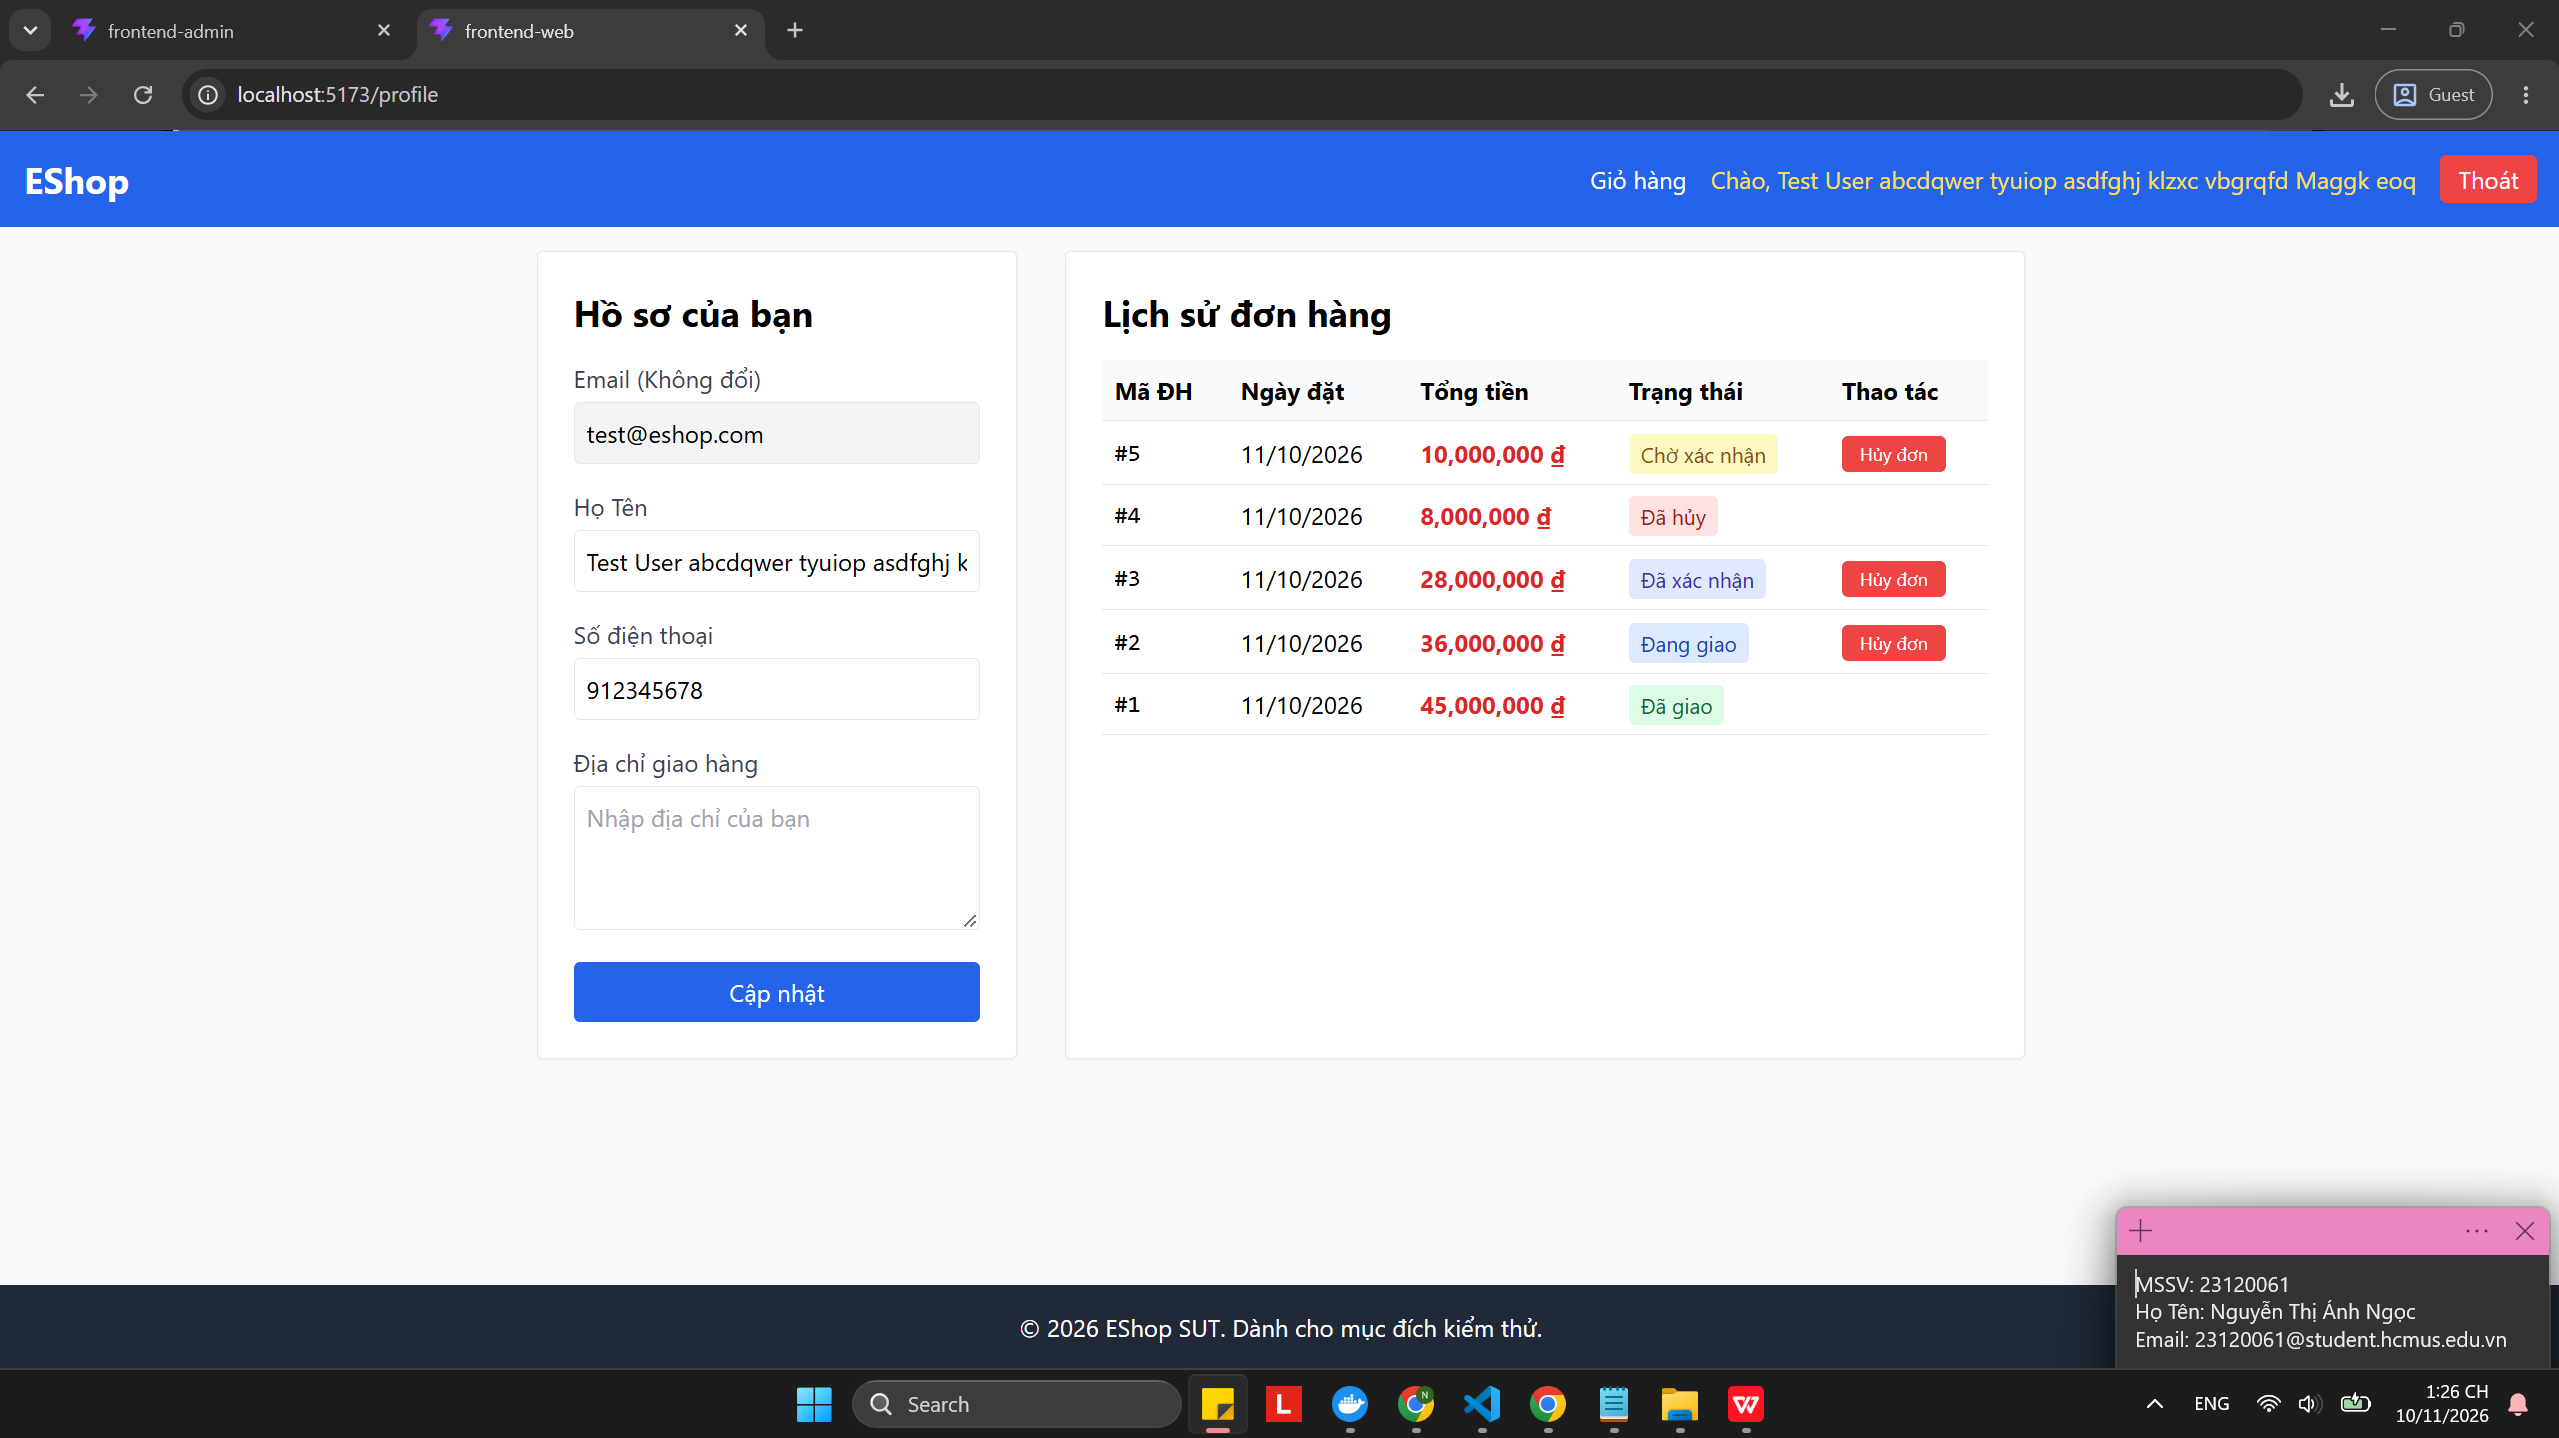 frontend-admin
frontend-web
localhost:5173/profile
Guest
EShop
Giỏ hàng
Chào, Test User abcdqwer tyuiop asdfghj klzxc vbgrqfd Maggk eoq
Thoát
Hồ sơ của bạn
Email (Không đổi)
test@eshop.com
Họ Tên
Test User abcdqwer tyuiop asdfghj k
Số điện thoại
912345678
Địa chỉ giao hàng
Nhập địa chỉ của bạn
Cập nhật
Lịch sử đơn hàng
Mã ĐH Ngày đặt Tổng tiền Trạng thái Thao tác
#5 11/10/2026 10,000,000 ₫ Chờ xác nhận Hủy đơn
#4 11/10/2026 8,000,000 ₫ Đã hủy
#3 11/10/2026 28,000,000 ₫ Đã xác nhận Hủy đơn
#2 11/10/2026 36,000,000 ₫ Đang giao Hủy đơn
#1 11/10/2026 45,000,000 ₫ Đã giao
© 2026 EShop SUT. Dành cho mục đích kiểm thử.
MSSV: 23120061
Họ Tên: Nguyễn Thị Ánh Ngọc
Email: 23120061@student.hcmus.edu.vn
Search
L
N
W
ENG
1:26 CH
10/11/2026